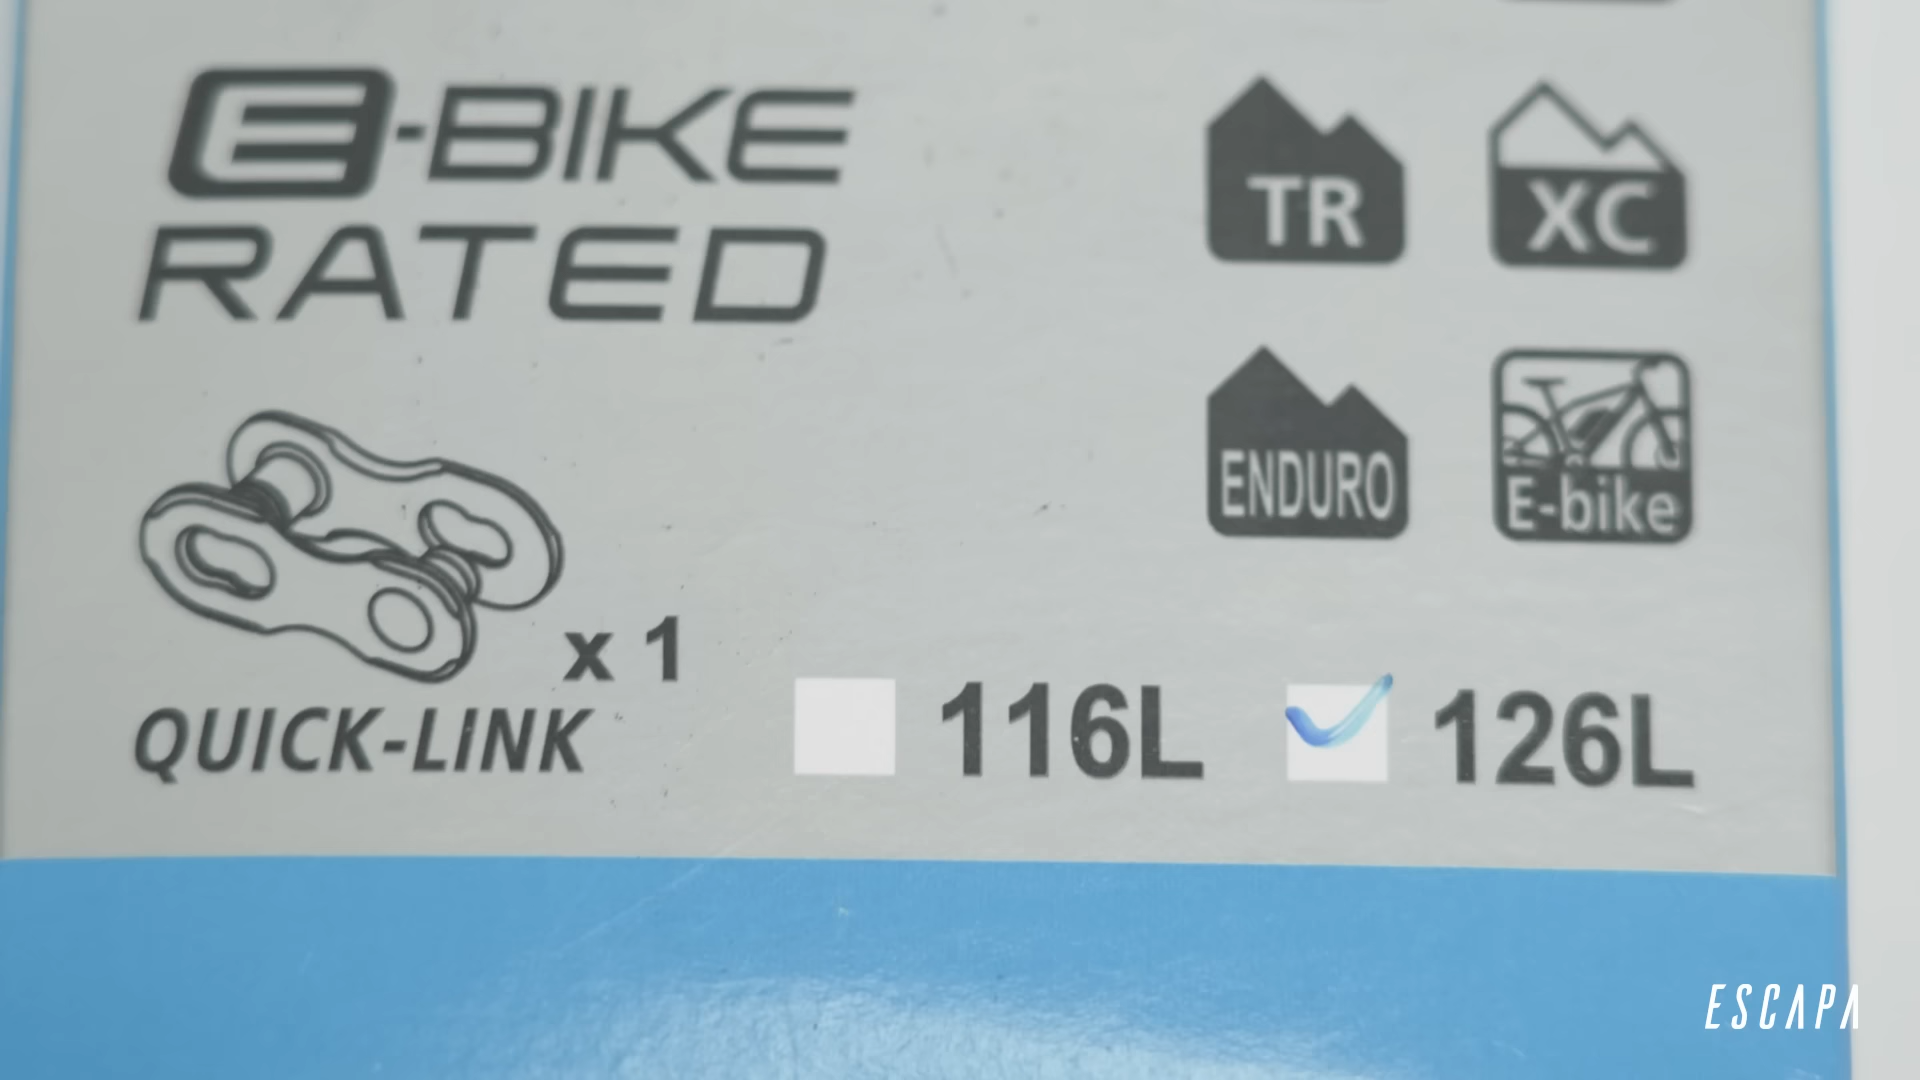 E-BIKE
RATED
TR
XC
ENDURO
E-bike
x 1
QUICK-LINK
116L
126L
ESCAPA